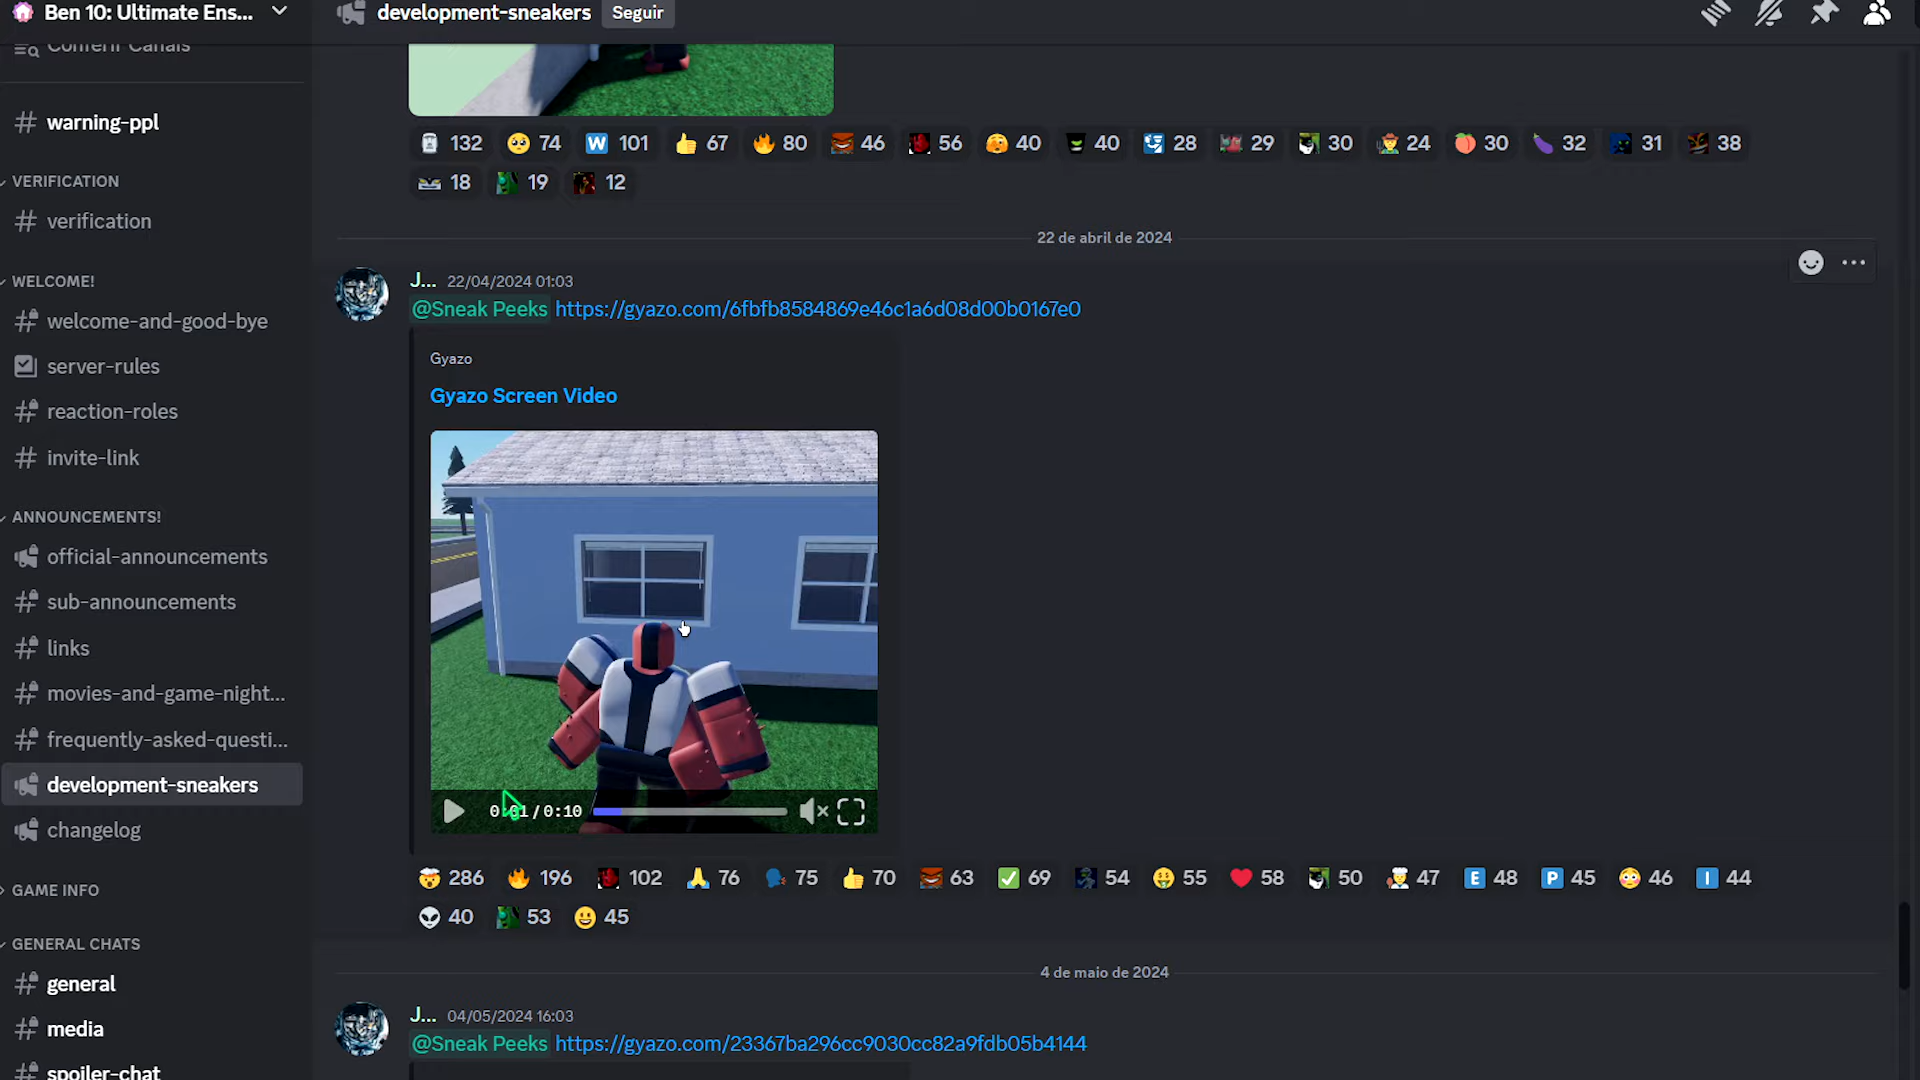 Ben 10: Ultimate Ens...
development-sneakers
Seguir
Conferir Canais
warning-ppl
VERIFICATION
verification
WELCOME!
welcome-and-good-bye
server-rules
reaction-roles
invite-link
ANNOUNCEMENTS!
official-announcements
sub-announcements
links
movies-and-game-night...
frequently-asked-questi...
development-sneakers
changelog
GAME INFO
GENERAL CHATS
general
media
spoiler-chat
132 74 W 101 67 80 46 56 40 40 28 29 30 24 30 32 31 38
18 19 12
22 de abril de 2024
J... 22/04/2024 01:03
@Sneak Peeks https://gyazo.com/6fbfb8584869e46c1a6d08d00b0167e0
Gyazo
Gyazo Screen Video
0:01/0:10
286 196 102 76 75 70 63 69 54 55 58 50 47 E 48 P 45 46 I 44
40 53 45
4 de maio de 2024
J... 04/05/2024 16:03
@Sneak Peeks https://gyazo.com/23367ba296cc9030cc82a9fdb05b4144